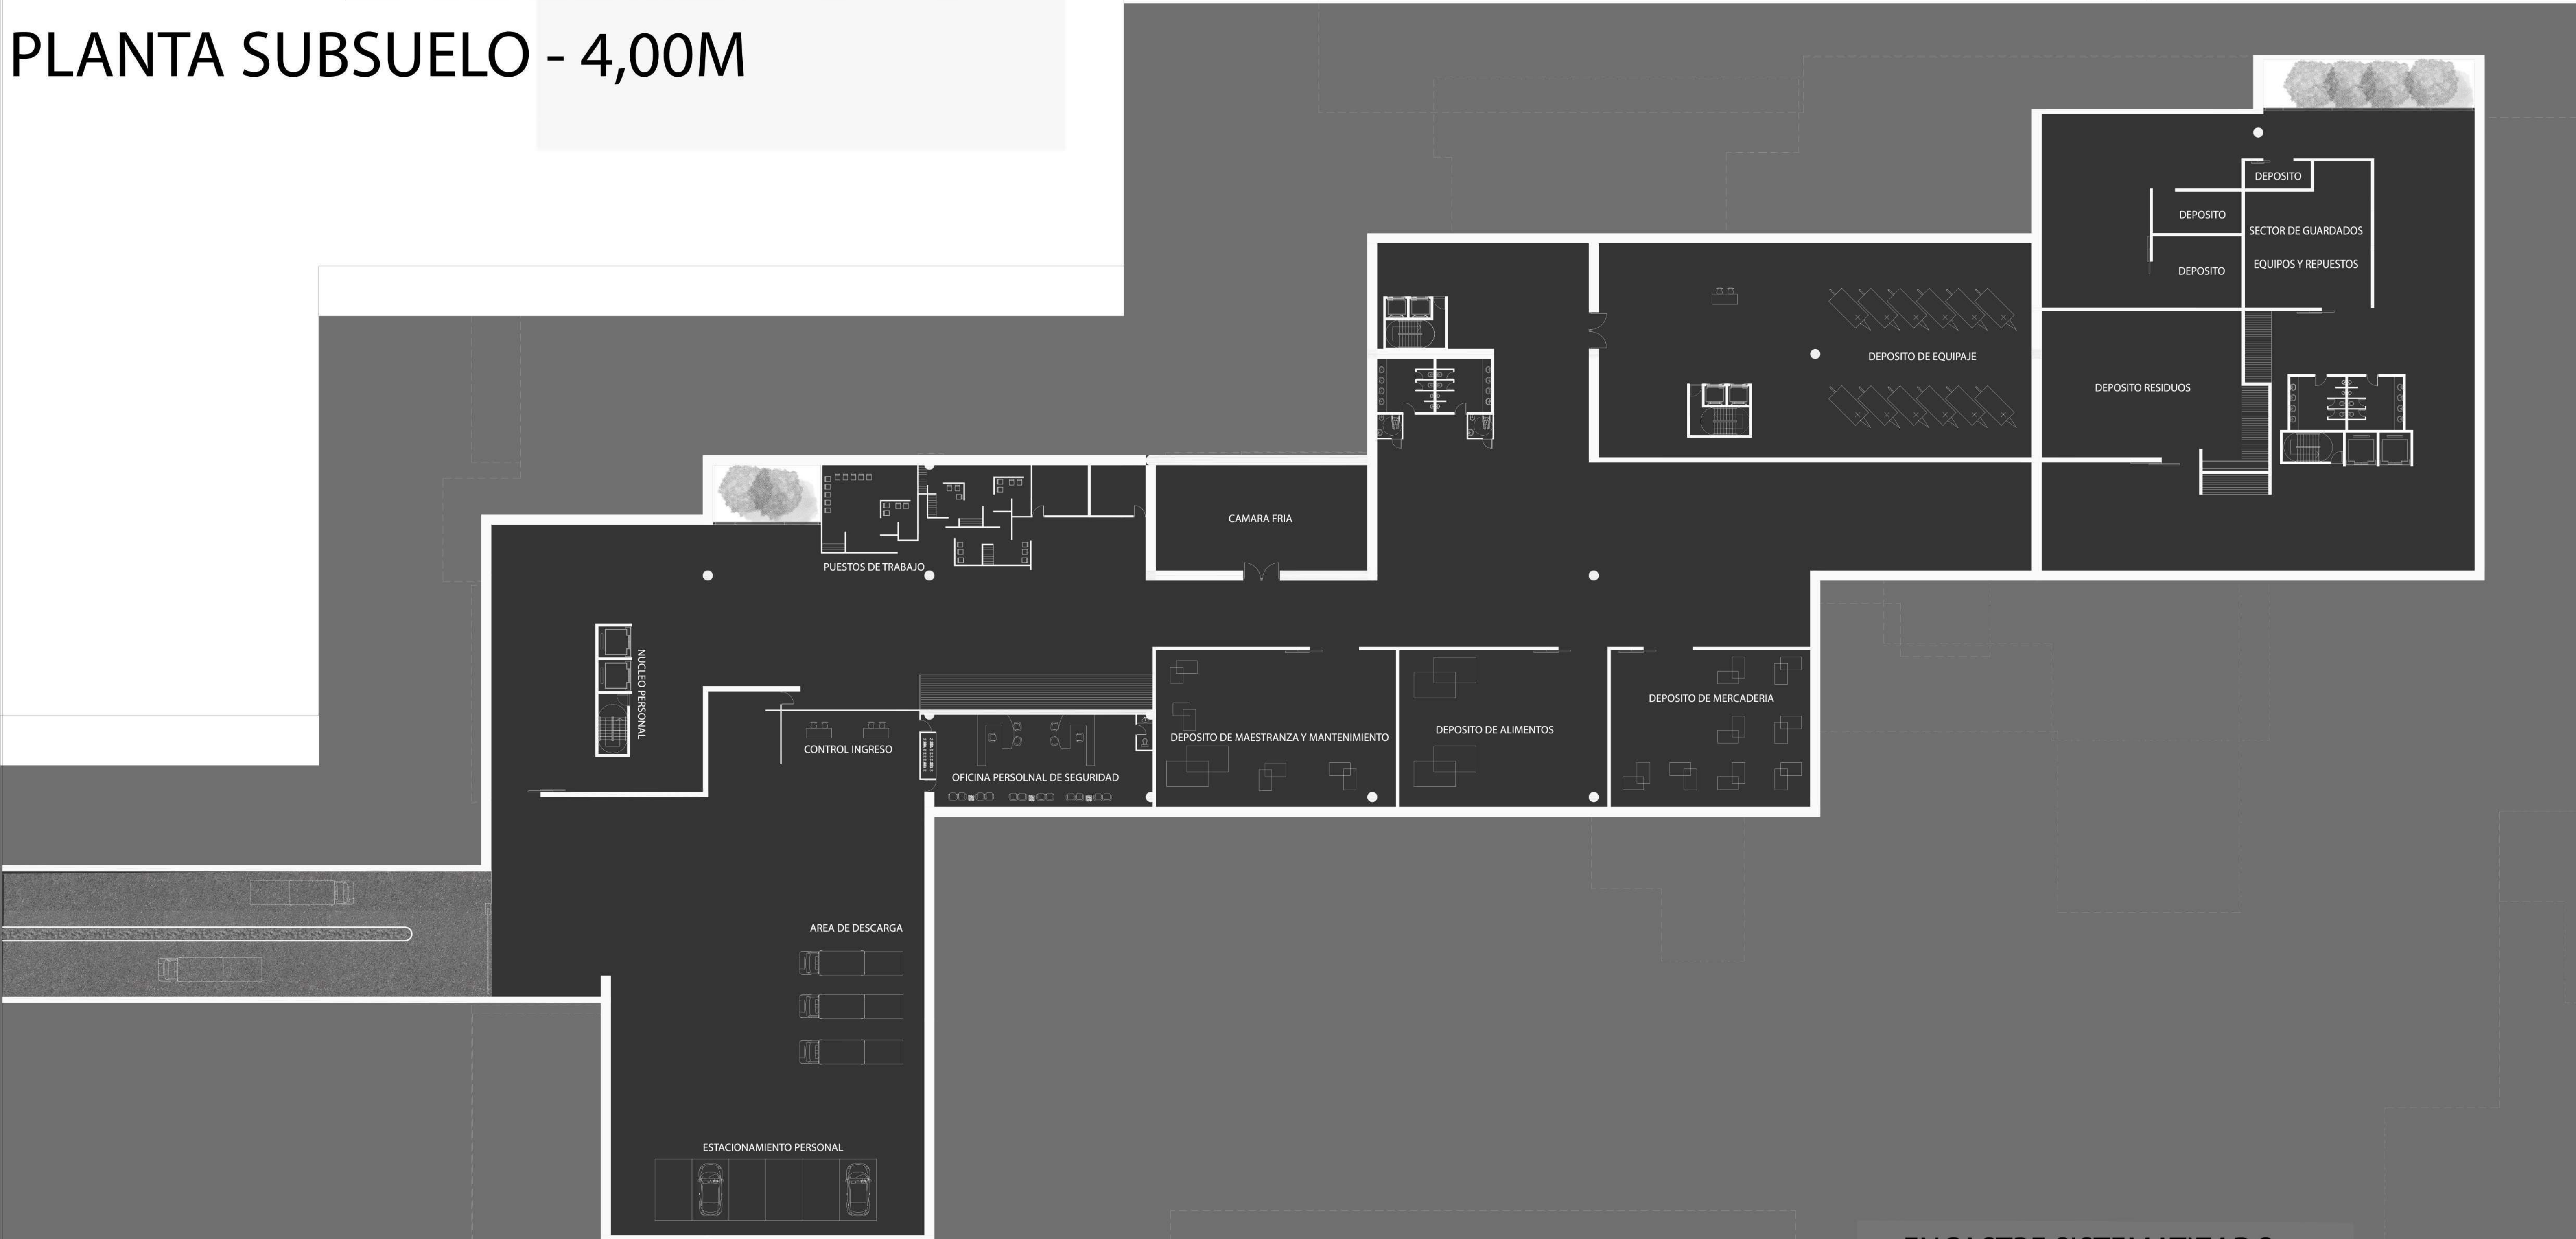 PLANTA SUBSUELO - 4,00M
DEPOSITO
DEPOSITO
SECTOR DE GUARDADOS
EQUIPOS Y REPUESTOS
DEPOSITO
DEPOSITO DE EQUIPAJE
DEPOSITO RESIDUOS
CAMARA FRIA
PUESTOS DE TRABAJO
NUCLEO PERSONAL
DEPOSITO DE MERCADERIA
DEPOSITO DE ALIMENTOS
DEPOSITO DE MAESTRANZA Y MANTENIMIENTO
CONTROL INGRESO
OFICINA PERSOLNAL DE SEGURIDAD
AREA DE DESCARGA
ESTACIONAMIENTO PERSONAL